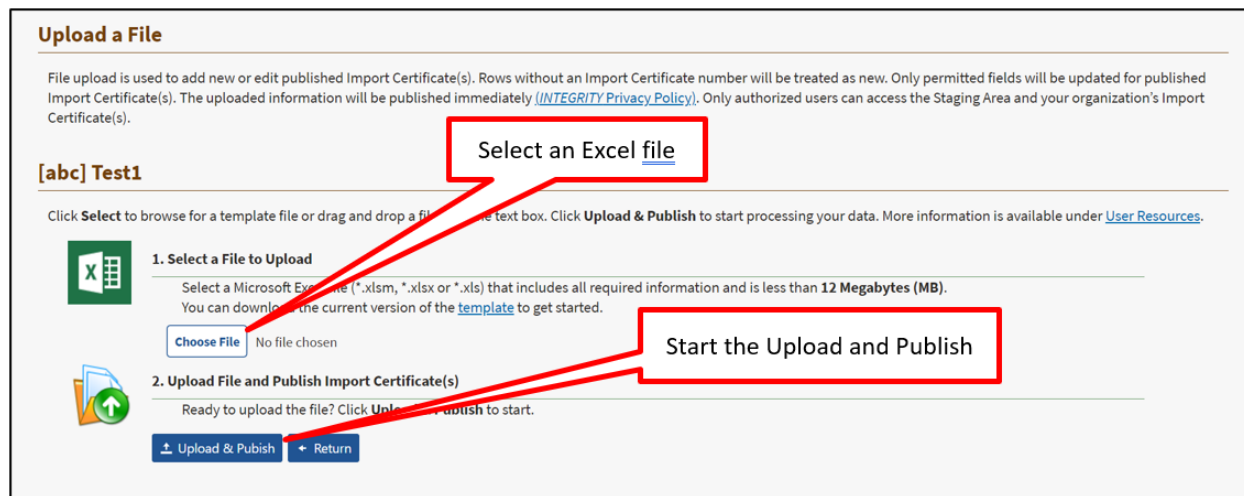 Upload a File
File upload is used to add new or edit published Import Certificate(s). Rows without an Import Certificate number will be treated as new. Only permitted fields will be updated for published
Import Certificate(s). The uploaded information will be published immediately (INTEGRITY Privacy Policy). Only authorized users can access the Staging Area and your organization's Import
Certificate(s).
Select an Excel file
[abc] Test1
Click Select to browse for a template file or drag and drop a fi e text box. Click Upload & Publish to start processing your data. More information is available under User Resources.
1. Select a File to Upload
Select a Microsoft Exc e (*.xlsm, *.xlsx or *.xls) that includes all required information and is less than 12 Megabytes (MB).
You can downlo the current version of the template to get started.
Choose File No file chosen
Start the Upload and Publish
2. Upload File and Publish Import Certificate(s)
Ready to upload the file? Click Uplo blish to start.
Upload & Pubish Return